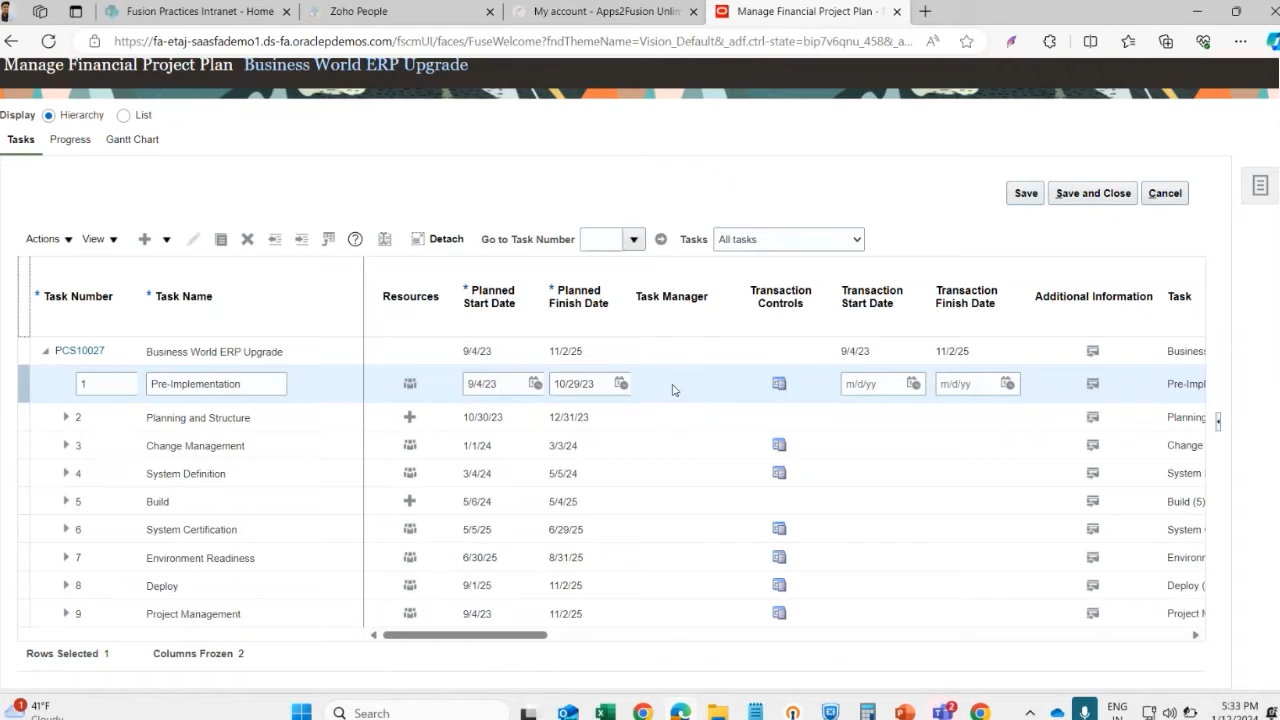 Fusion Practices Intranet - Home
Zoho People
My account - Apps2Fusion Unlim
Manage Financial Project Plan -
https://fa-etaj-saasfademo1.ds-fa.oraclepdemos.com/fscmUI/faces/FuseWelcome?fndThemeName=Vision_Default&_adf.ctrl-state=bip7v6qnu_458&_a...
Manage Financial Project Plan Business World ERP Upgrade
Display Hierarchy List
Tasks Progress Gantt Chart
Save Save and Close Cancel
Actions View Detach Go to Task Number Tasks All tasks
* Task Number * Task Name Resources * Planned Start Date * Planned Finish Date Task Manager Transaction Controls Transaction Start Date Transaction Finish Date Additional Information Task
PCS10027 Business World ERP Upgrade 9/4/23 11/2/25 9/4/23 11/2/25 Business
1 Pre-Implementation 9/4/23 10/29/23 m/d/yy m/d/yy Pre-Impl
2 Planning and Structure 10/30/23 12/31/23 Planning
3 Change Management 1/1/24 3/3/24 Change
4 System Definition 3/4/24 5/5/24 System
5 Build 5/6/24 5/4/25 Build (5)
6 System Certification 5/5/25 6/29/25 System
7 Environment Readiness 6/30/25 8/31/25 Environr
8 Deploy 9/1/25 11/2/25 Deploy (
9 Project Management 9/4/23 11/2/25 Project M
Rows Selected 1 Columns Frozen 2
1 41°F
Cloudy
Search
ENG
IN
5:33 PM